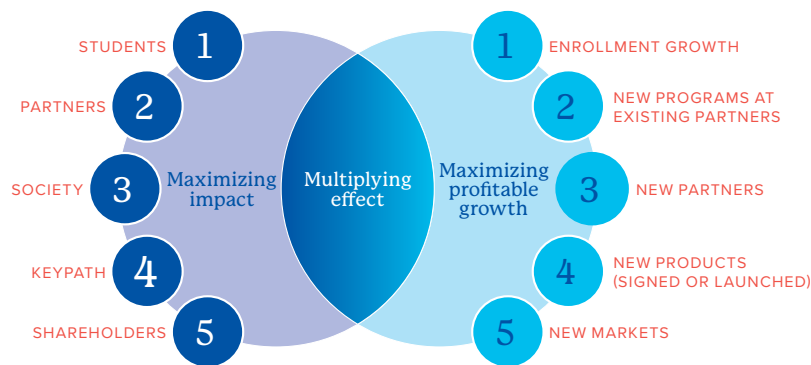 STUDENTS
1
PARTNERS
2
SOCIETY
3
KEYPATH
4
SHAREHOLDERS
5
Maximizing
impact
Multiplying
effect
Maximizing
profitable
growth
1
ENROLLMENT GROWTH
2
NEW PROGRAMS AT
EXISTING PARTNERS
3
NEW PARTNERS
4
NEW PRODUCTS
(SIGNED OR LAUNCHED)
5
NEW MARKETS